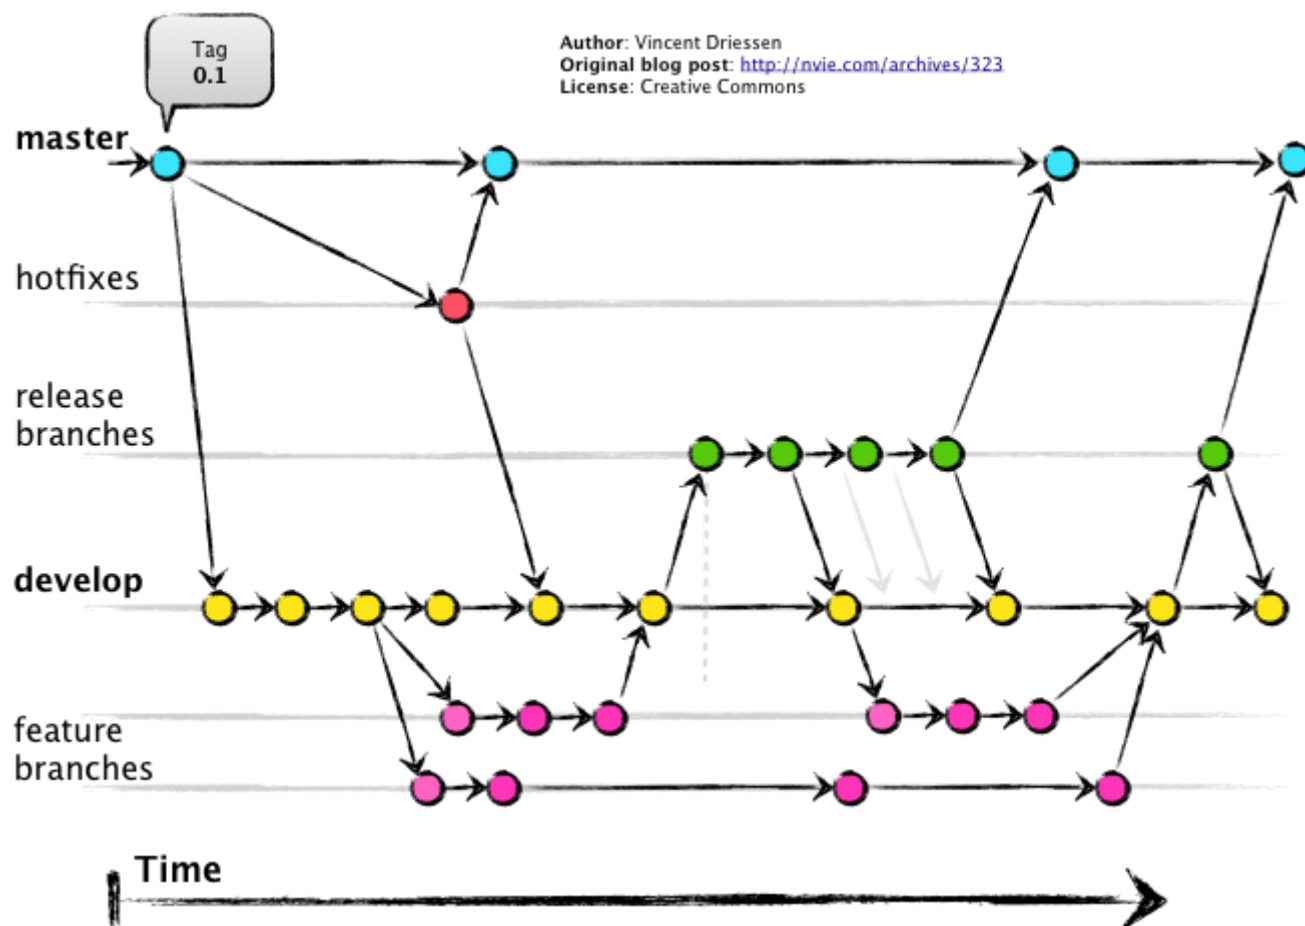 Tag
0.1
Author: Vincent Driessen
Original blog post: http://nvie.com/archives/323
License: Creative Commons
master
hotfixes
release
branches
develop
feature
branches
Time